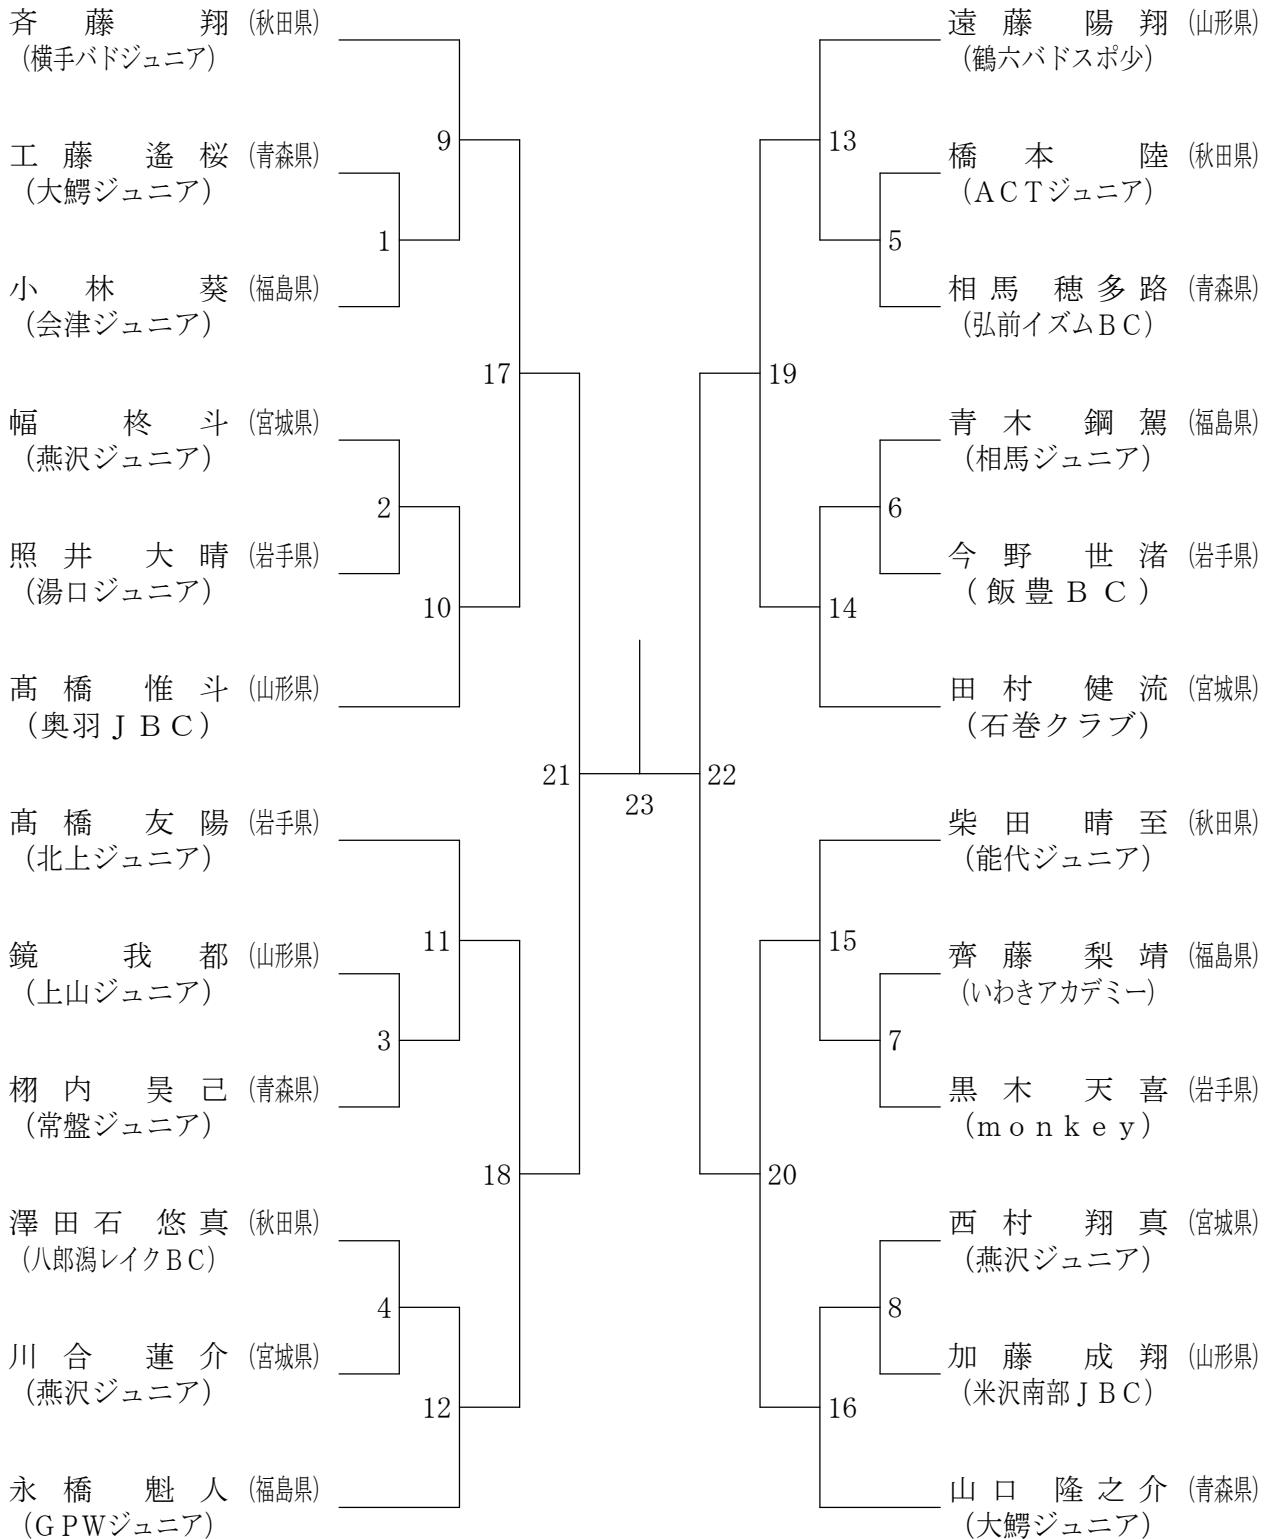 斉藤 翔 (秋田県)
(横手バドジュニア)
9
工藤 遙桜 (青森県)
(大鰐ジュニア)
1
小林 葵 (福島県)
(会津ジュニア)
17
幅 柊斗 (宮城県)
(燕沢ジュニア)
2
照井 大晴 (岩手県)
(湯口ジュニア)
10
髙橋 惟斗 (山形県)
(奥羽ＪＢＣ)
21
髙橋 友陽 (岩手県)
(北上ジュニア)
11
鏡 我都 (山形県)
(上山ジュニア)
3
栩内 昊己 (青森県)
(常盤ジュニア)
18
澤田石 悠真 (秋田県)
(八郎潟レイクＢＣ)
4
川合 蓮介 (宮城県)
(燕沢ジュニア)
12
永橋 魁人 (福島県)
(ＧＰＷジュニア)
23
遠藤 陽翔 (山形県)
(鶴六バドスポ少)
13
橋本 陸 (秋田県)
(ＡＣＴジュニア)
5
相馬 穂多路 (青森県)
(弘前イズムＢＣ)
19
青木 鋼駕 (福島県)
(相馬ジュニア)
6
今野 世渚 (岩手県)
(飯豊ＢＣ)
14
田村 健流 (宮城県)
(石巻クラブ)
22
柴田 晴至 (秋田県)
(能代ジュニア)
15
齊藤 梨靖 (福島県)
(いわきアカデミー)
7
黒木 天喜 (岩手県)
(ｍｏｎｋｅｙ)
20
西村 翔真 (宮城県)
(燕沢ジュニア)
8
加藤 成翔 (山形県)
(米沢南部ＪＢＣ)
16
山口 隆之介 (青森県)
(大鰐ジュニア)